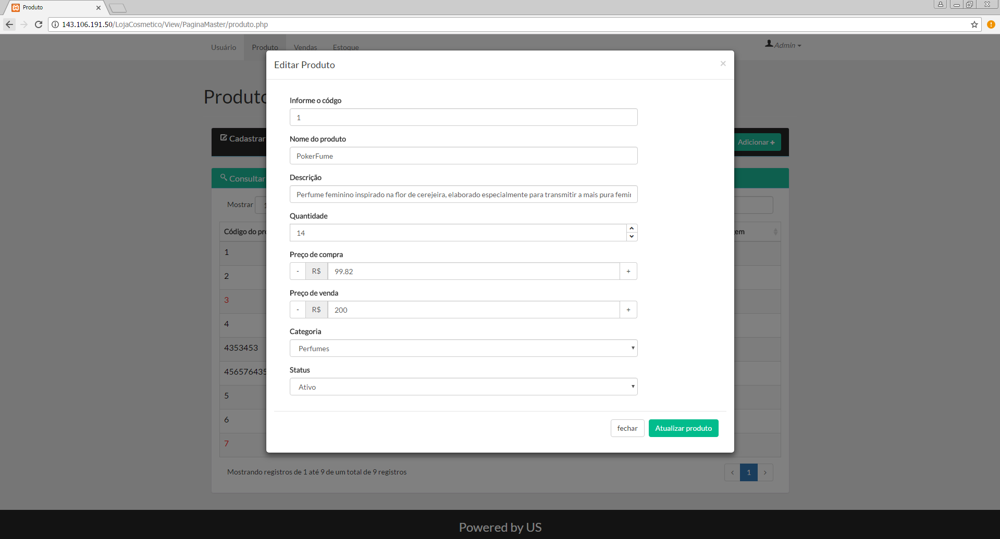 Produto
143.106.191.50/LojaCosmetico/View/PaginaMaster/produto.php
Usuário
Produto
Vendas
Estoque
Admin
Editar Produto
×
Produto
Informe o códgo
1
Nome do produto
PokerFume
Cadastrar
Adicionar+
Descrição
Perfume feminino inspirado na flor de cerejeira, elaborado especialmente para transmitir a mais pura
Consultar
Mostrar
Quantidade
14
Preço de compra
- R$ 99.82 +
Preço de venda
- R$ 200 +
Categoria
Perfumes
Status
Ativo
fechar
Atualizar produto
Código do
1
2
3
4
4353453
5
6
7
Mostrando registros de 1 até 9 de um total de 9 registros
‹ 1 ›
Powered by US